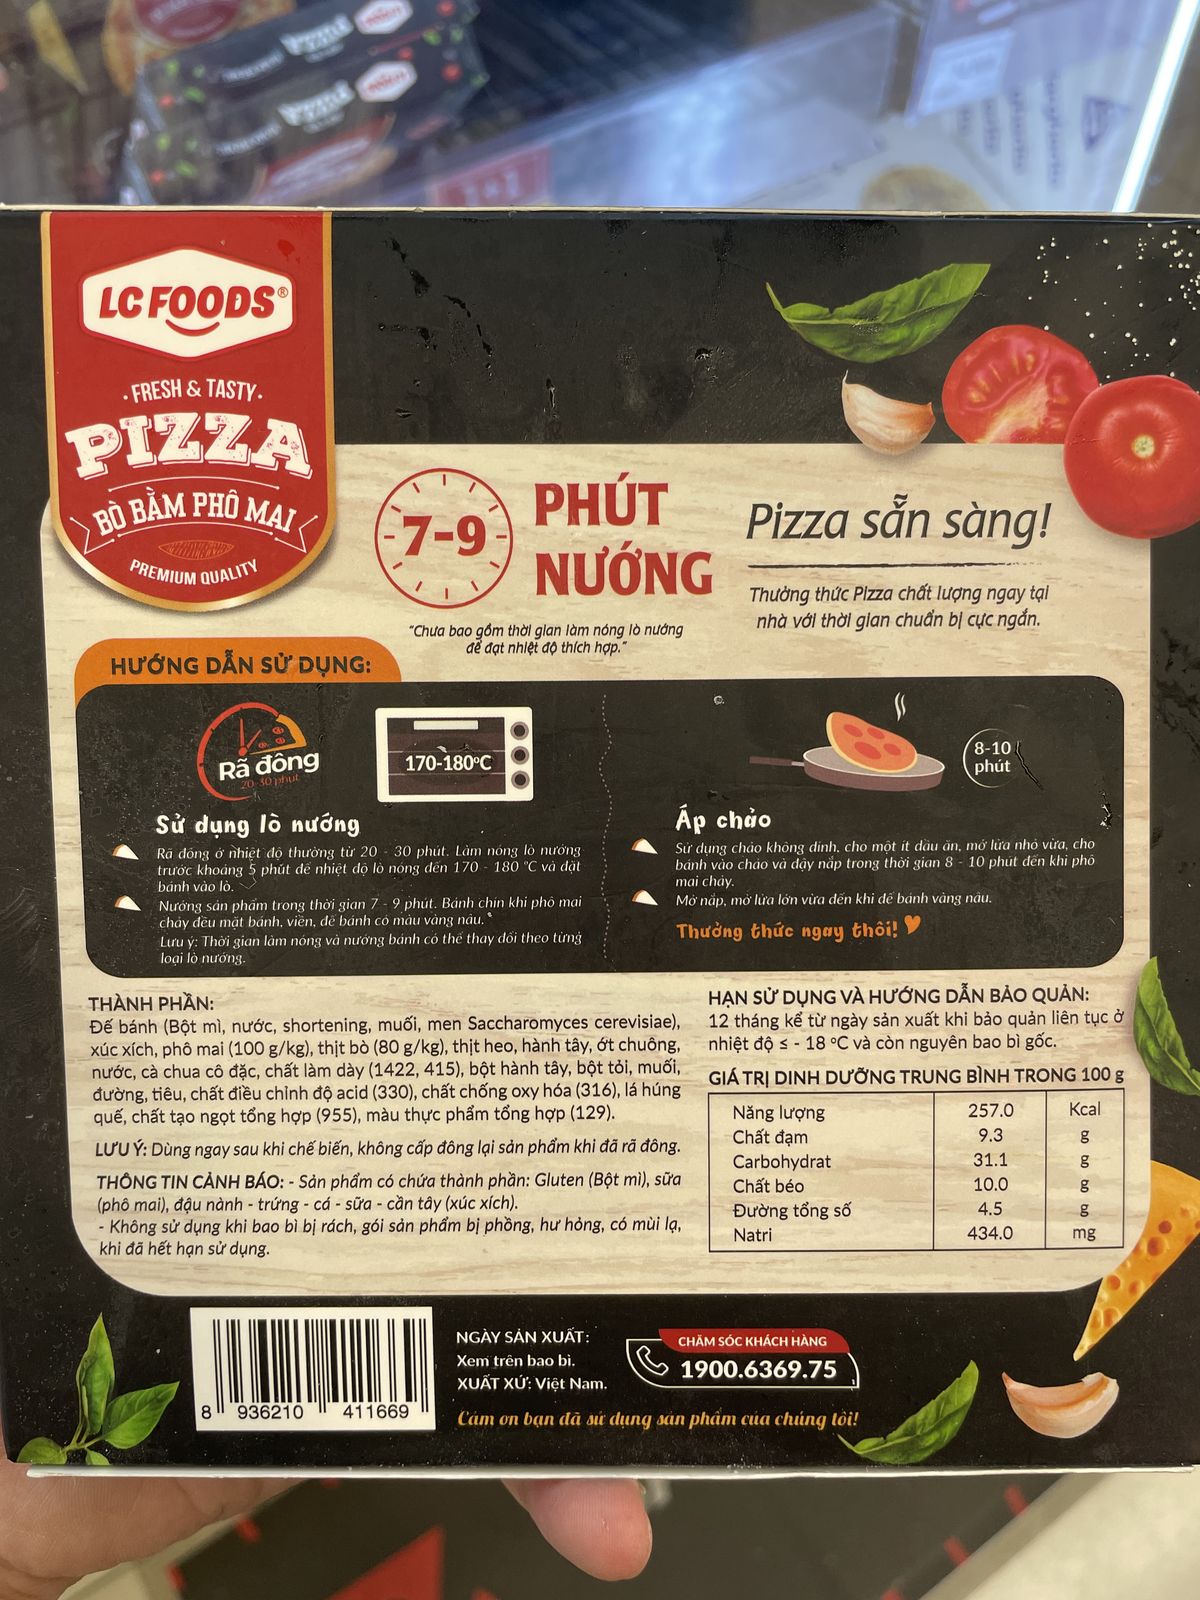 LC FOODS®
· FRESH & TASTY ·
PIZZA
BÒ BẰM PHÔ MAI
PREMIUM QUALITY
7-9
PHÚT
NƯỚNG
"Chưa bao gồm thời gian làm nóng lò nướng
để đạt nhiệt độ thích hợp."
Pizza sẵn sàng!
Thưởng thức Pizza chất lượng ngay tại
nhà với thời gian chuẩn bị cực ngắn.
HƯỚNG DẪN SỬ DỤNG:
Rã đông
20-30 phút
170-180°C
Sử dụng lò nướng
Rã đông ở nhiệt độ thường từ 20 - 30 phút. Làm nóng lò nướng
trước khoảng 5 phút để nhiệt độ lò nóng đến 170 - 180 °C và đặt
bánh vào lò.
Nướng sản phẩm trong thời gian 7 - 9 phút. Bánh chín khi phô mai
chảy đều mặt bánh, viền, đế bánh có màu vàng nâu.
Lưu ý: Thời gian làm nóng và nướng bánh có thể thay đổi theo từng
loại lò nướng.
8-10
phút
Áp chảo
Sử dụng chảo không dính, cho một ít dầu ăn, mở lửa nhỏ vừa, cho
bánh vào chảo và đậy nắp trong thời gian 8 - 10 phút đến khi phô
mai chảy.
Mở nắp, mở lửa lớn vừa đến khi đế bánh vàng nâu.
Thưởng thức ngay thôi!
THÀNH PHẦN:
Đế bánh (Bột mì, nước, shortening, muối, men Saccharomyces cerevisiae),
xúc xích, phô mai (100 g/kg), thịt bò (80 g/kg), thịt heo, hành tây, ớt chuông,
nước, cà chua cô đặc, chất làm dày (1422, 415), bột hành tây, bột tỏi, muối,
đường, tiêu, chất điều chỉnh độ acid (330), chất chống oxy hóa (316), lá húng
quế, chất tạo ngọt tổng hợp (955), màu thực phẩm tổng hợp (129).
LƯU Ý: Dùng ngay sau khi chế biến, không cấp đông lại sản phẩm khi đã rã đông.
THÔNG TIN CẢNH BÁO: - Sản phẩm có chứa thành phần: Gluten (Bột mì), sữa
(phô mai), đậu nành - trứng - cá - sữa - cần tây (xúc xích).
- Không sử dụng khi bao bì bị rách, gói sản phẩm bị phồng, hư hỏng, có mùi lạ,
khi đã hết hạn sử dụng.
HẠN SỬ DỤNG VÀ HƯỚNG DẪN BẢO QUẢN:
12 tháng kể từ ngày sản xuất khi bảo quản liên tục ở
nhiệt độ ≤ - 18 °C và còn nguyên bao bì gốc.
GIÁ TRỊ DINH DƯỠNG TRUNG BÌNH TRONG 100 g
Năng lượng 257.0 Kcal
Chất đạm 9.3 g
Carbohydrat 31.1 g
Chất béo 10.0 g
Đường tổng số 4.5 g
Natri 434.0 mg
8 936210 411669
NGÀY SẢN XUẤT:
Xem trên bao bì.
XUẤT XỨ: Việt Nam.
CHĂM SÓC KHÁCH HÀNG
1900.6369.75
Cảm ơn bạn đã sử dụng sản phẩm của chúng tôi!